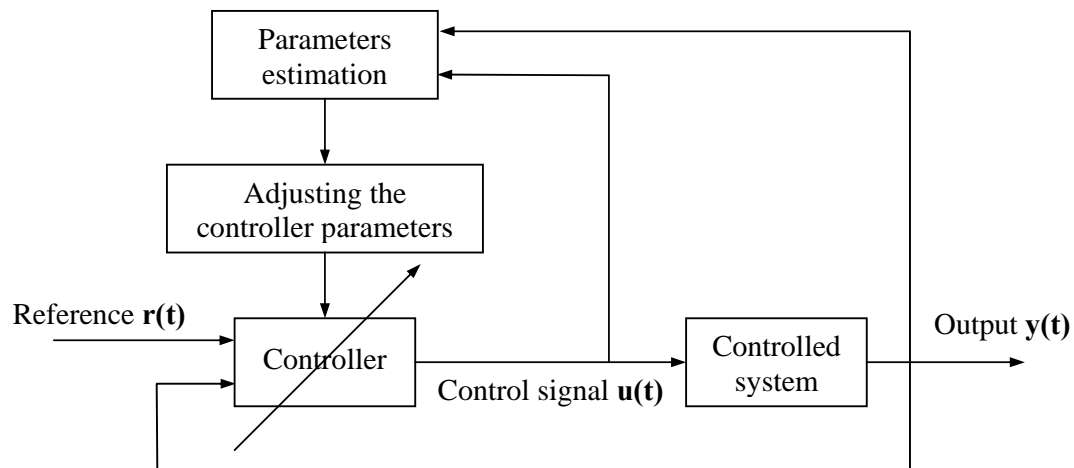 Parameters
estimation
Adjusting the
controller parameters
Reference r(t)
Controller
Control signal u(t)
Controlled
system
Output y(t)